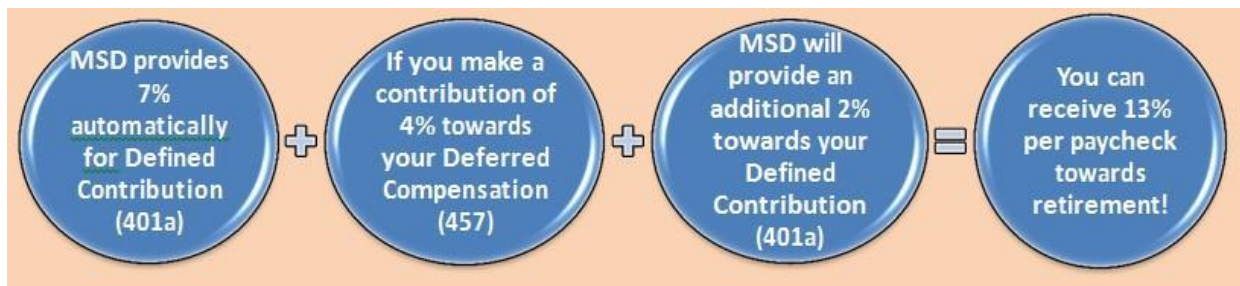 MSD provides
7%
automatically
for Defined
Contribution
(401a)
+
If you make a
contribution of
4% towards
your Deferred
Compensation
(457)
+
MSD will
provide an
additional 2%
towards your
Defined
Contribution
(401a)
=
You can
receive 13%
per paycheck
towards
retirement!